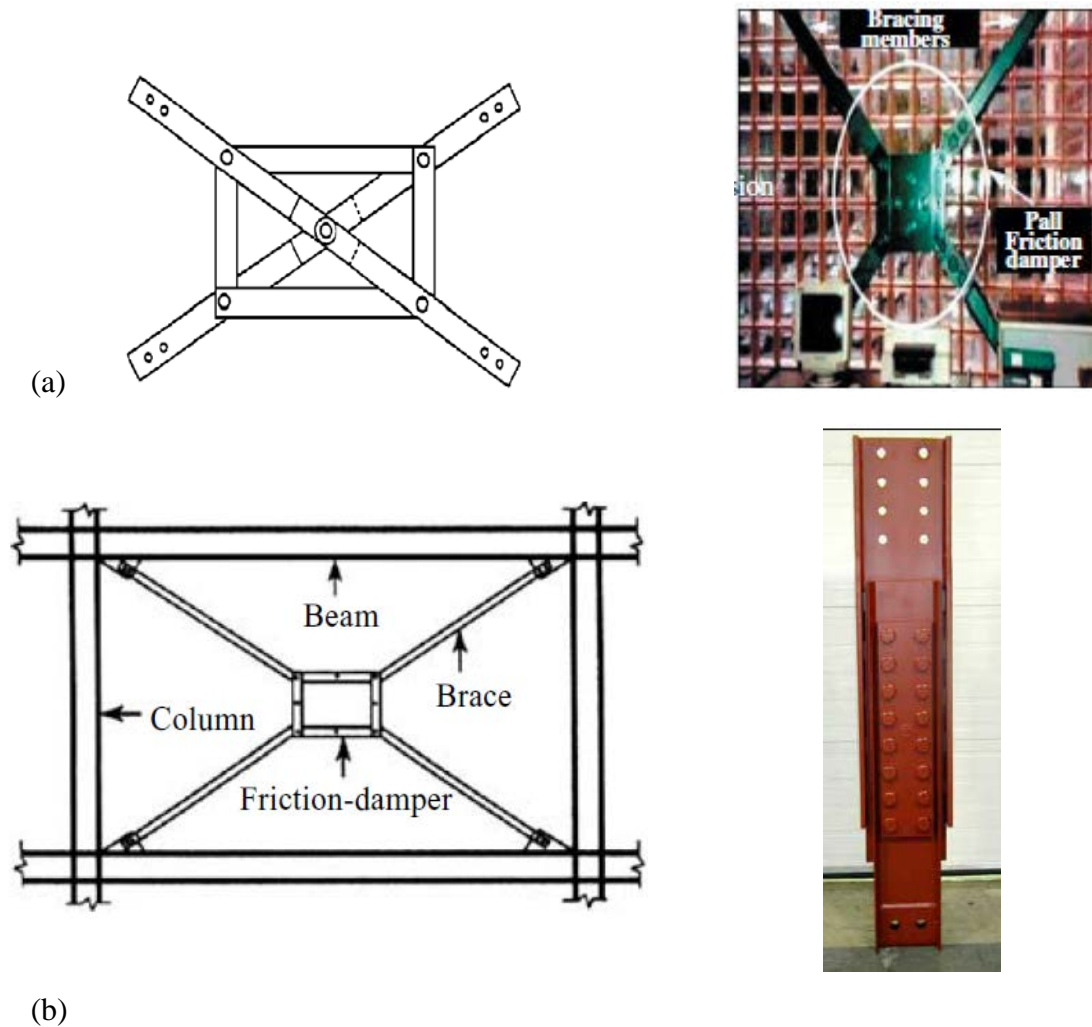 Bracing
members
sion
Pall
Friction
damper
(a)
Beam
Brace
Column
Friction-damper
(b)